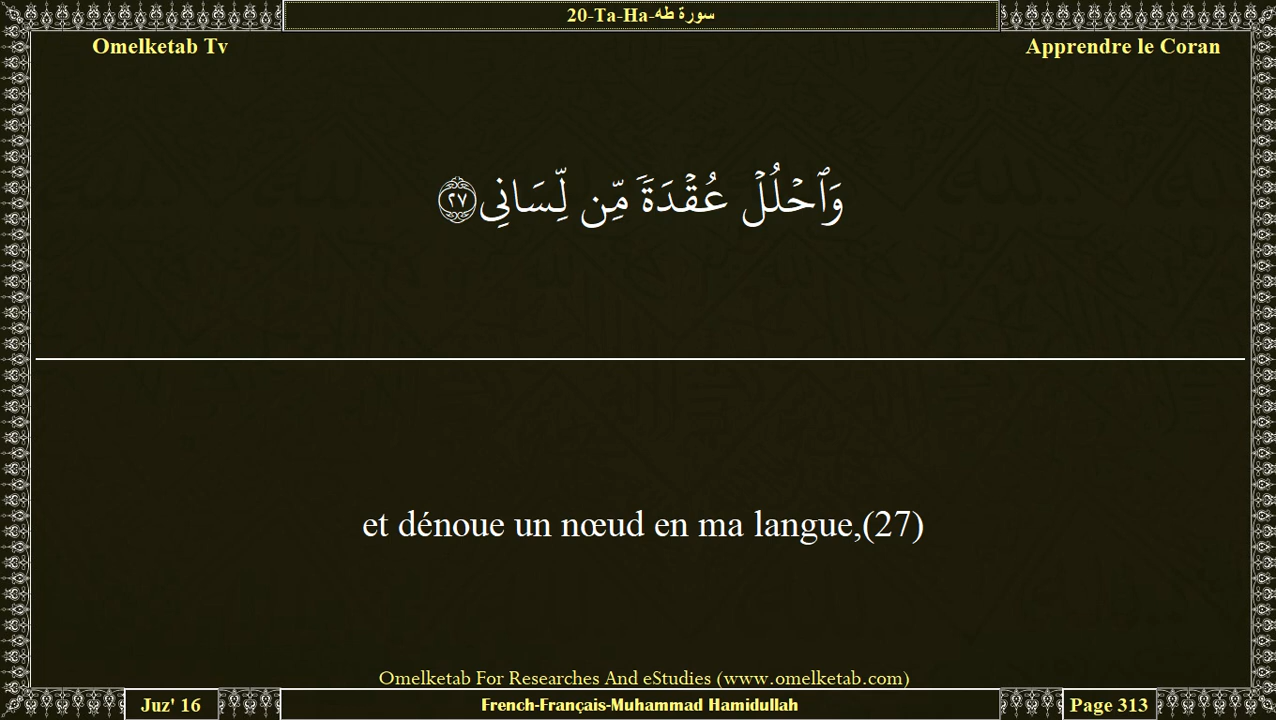 20-Ta-Ha-سورة طه
Omelketab Tv
Apprendre le Coran
وَٱحۡلُلۡ عُقۡدَةٗ مِّن لِّسَانِي ٢٧
et dénoue un nœud en ma langue,(27)
Omelketab For Researches And eStudies (www.omelketab.com)
Juz' 16
French-Français-Muhammad Hamidullah
Page 313